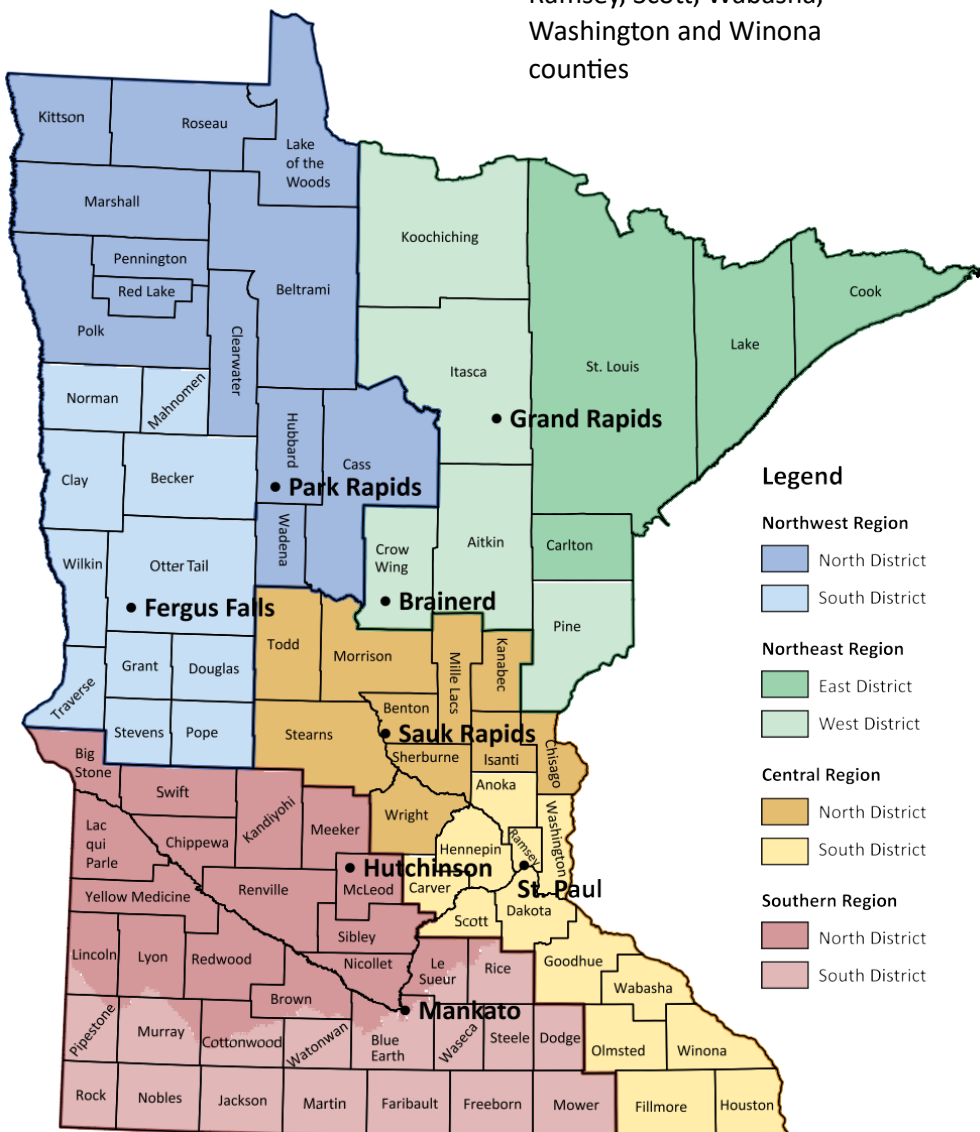 Ramsey, Scott, Wabasha,
Washington and Winona
counties
Kittson
Roseau
Lake
of the
Woods
Marshall
Koochiching
Pennington
Red Lake
Beltrami
Cook
Polk
Clearwater
Lake
St. Louis
Itasca
Norman
Mahnomen
Grand Rapids
Hubbard
Cass
Clay
Becker
Park Rapids
Legend
Northwest Region
North District
South District
Northeast Region
East District
West District
Central Region
North District
South District
Southern Region
North District
South District
Wadena
Crow
Wing
Aitkin
Carlton
Wilkin
Otter Tail
Fergus Falls
Brainerd
Pine
Todd
Morrison
Mille Lacs
Kanabec
Grant
Douglas
Traverse
Benton
Stevens
Pope
Stearns
Sauk Rapids
Sherburne
Isanti
Chisago
Big
Stone
Swift
Kandiyohi
Anoka
Wright
Washington
Meeker
Lac
qui
Parle
Chippewa
Hennepin
Ramsey
Hutchinson
Renville
McLeod
Carver
St. Paul
Yellow Medicine
Dakota
Scott
Sibley
Lincoln
Lyon
Redwood
Nicollet
Le
Sueur
Rice
Goodhue
Wabasha
Brown
Mankato
Pipestone
Murray
Cottonwood
Watonwan
Blue
Earth
Waseca
Steele
Dodge
Olmsted
Winona
Rock
Nobles
Jackson
Martin
Faribault
Freeborn
Mower
Fillmore
Houston